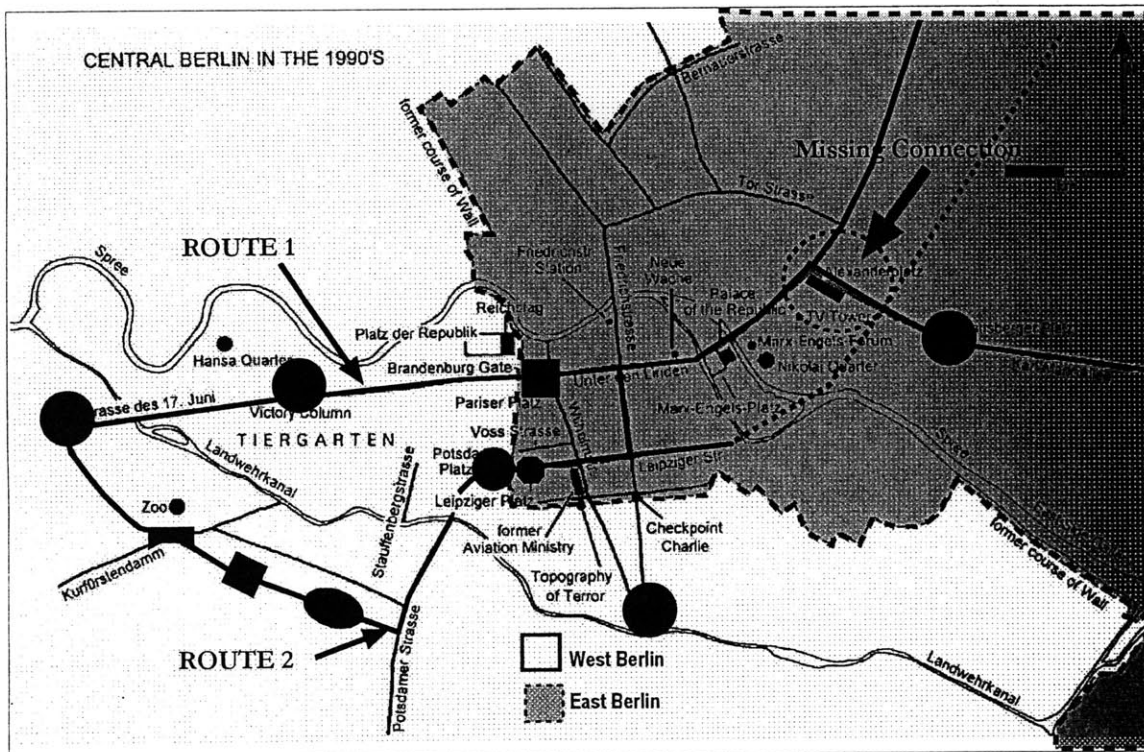 CENTRAL BERLIN IN THE 1990'S
former course of Wall
Bernauerstrasse
Missing Connection
Tor Strasse
ROUTE 1
Spree
Friedrichstr
Station
Friedrichstrasse
Neue
Wache
Palace
of the Republic
Alexanderplatz
TV Tower
Reichstag
Platz der Republik
Marx-Engels Forum
Nikolai Quarter
Hansa Quarter
Brandenburg Gate
Unter den Linden
Strasse des 17. Juni
Victory Column
Pariser Platz
Marx-Engels-Platz
TIERGARTEN
Voss Strasse
Landwehrkanal
Platz
Leipziger Str.
Spree
Leipziger Platz
Zoo
Stauffenbergstrasse
former
Aviation Ministry
Checkpoint
Charlie
Kurfürstendamm
Topography
of Terror
former course of Wall
ROUTE 2
Potsdamer Strasse
West Berlin
East Berlin
Landwehrkanal